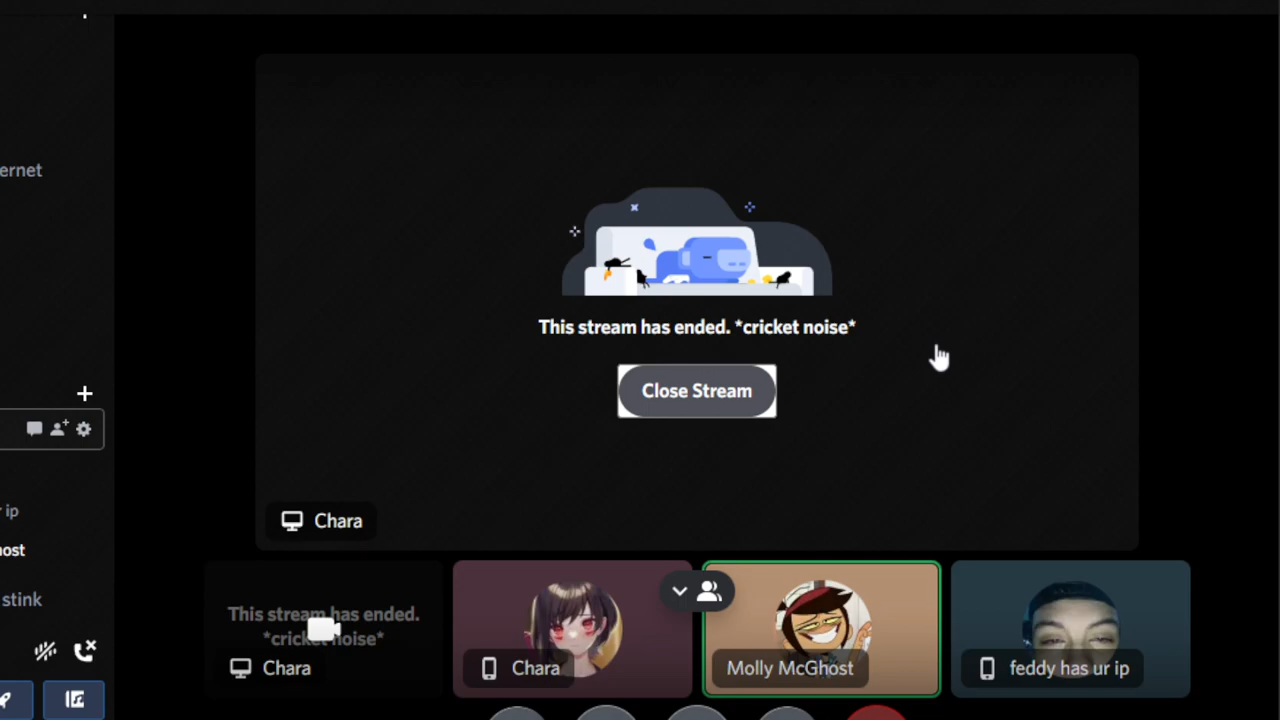 ernet
r ip
ost
stink
This stream has ended. *cricket noise*
Close Stream
Chara
This stream has ended.
*cricket noise*
Chara
Chara
Molly McGhost
feddy has ur ip